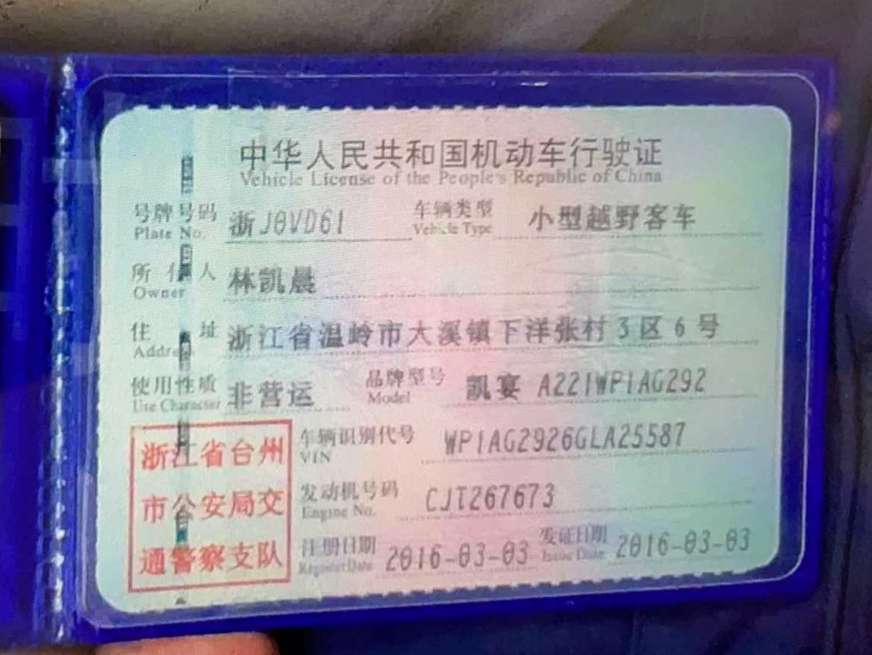 中华人民共和国机动车行驶证
Vehicle License of the People's Republic of China
号牌号码 浙J8VD61 车辆类型 小型越野客车
Plate No. Vehicle Type
所有人 林凯晨
Owner
住址 浙江省温岭市大溪镇下洋张村3区6号
Address
使用性质 非营运 品牌型号 凯宴 A221WP1AG292
Use Character Model
车辆识别代号 WP1AG2926GLA25587
VIN
浙江省台州
市公安局交
通警察支队
发动机号码 CJT267673
Engine No.
注册日期 2016-03-03 发证日期 2016-03-03
Register Date Issue Date